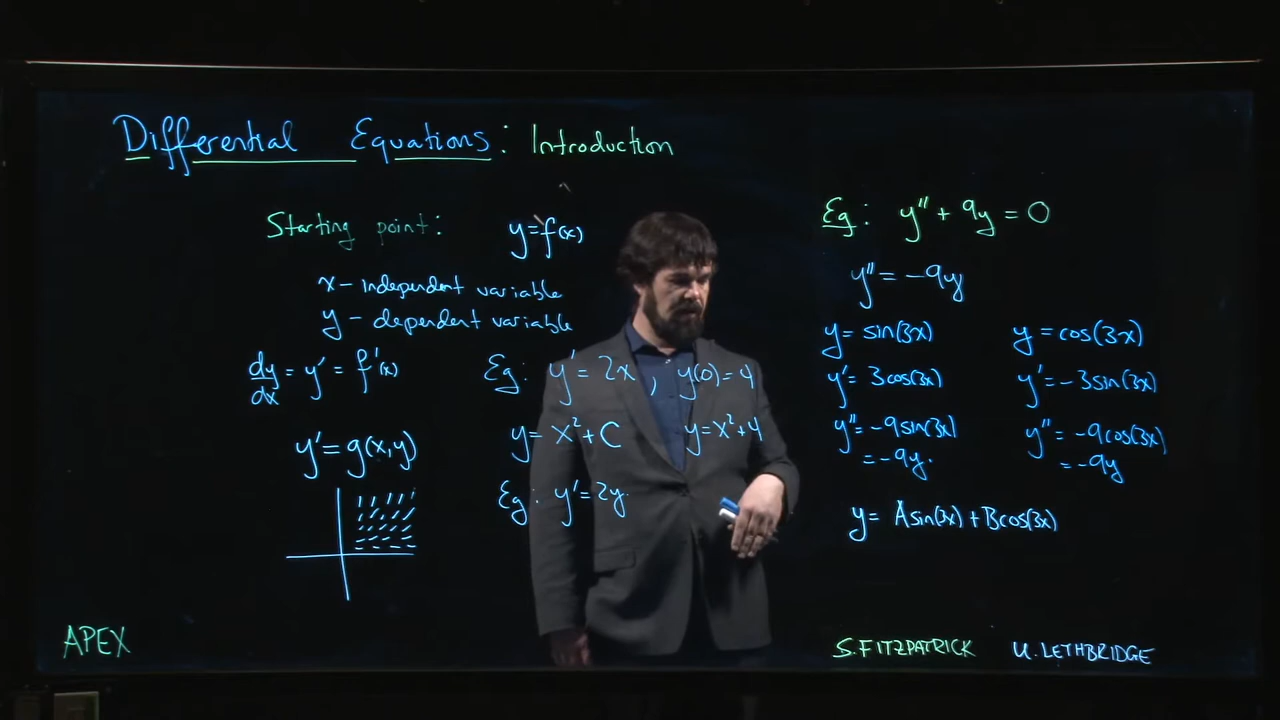 Differential Equations: Introduction
Starting point: y=f(x)
x - independent variable
y - dependent variable
dy/dx = y' = f'(x)
y' = g(x,y)
Eg: y' = 2x, y(0)=4
y= x²+C y=x²+4
Eg: y'=2y.
Eg: y''+9y=0
y''=-9y
y= sin(3x)
y'= 3cos(3x)
y''=-9sin(3x)
=-9y.
y=cos(3x)
y'=-3sin(3x)
y''=-9cos(3x)
=-9y
y= Asin(3x)+Bcos(3x)
APEX
S.FITZPATRICK U.LETHBRIDGE